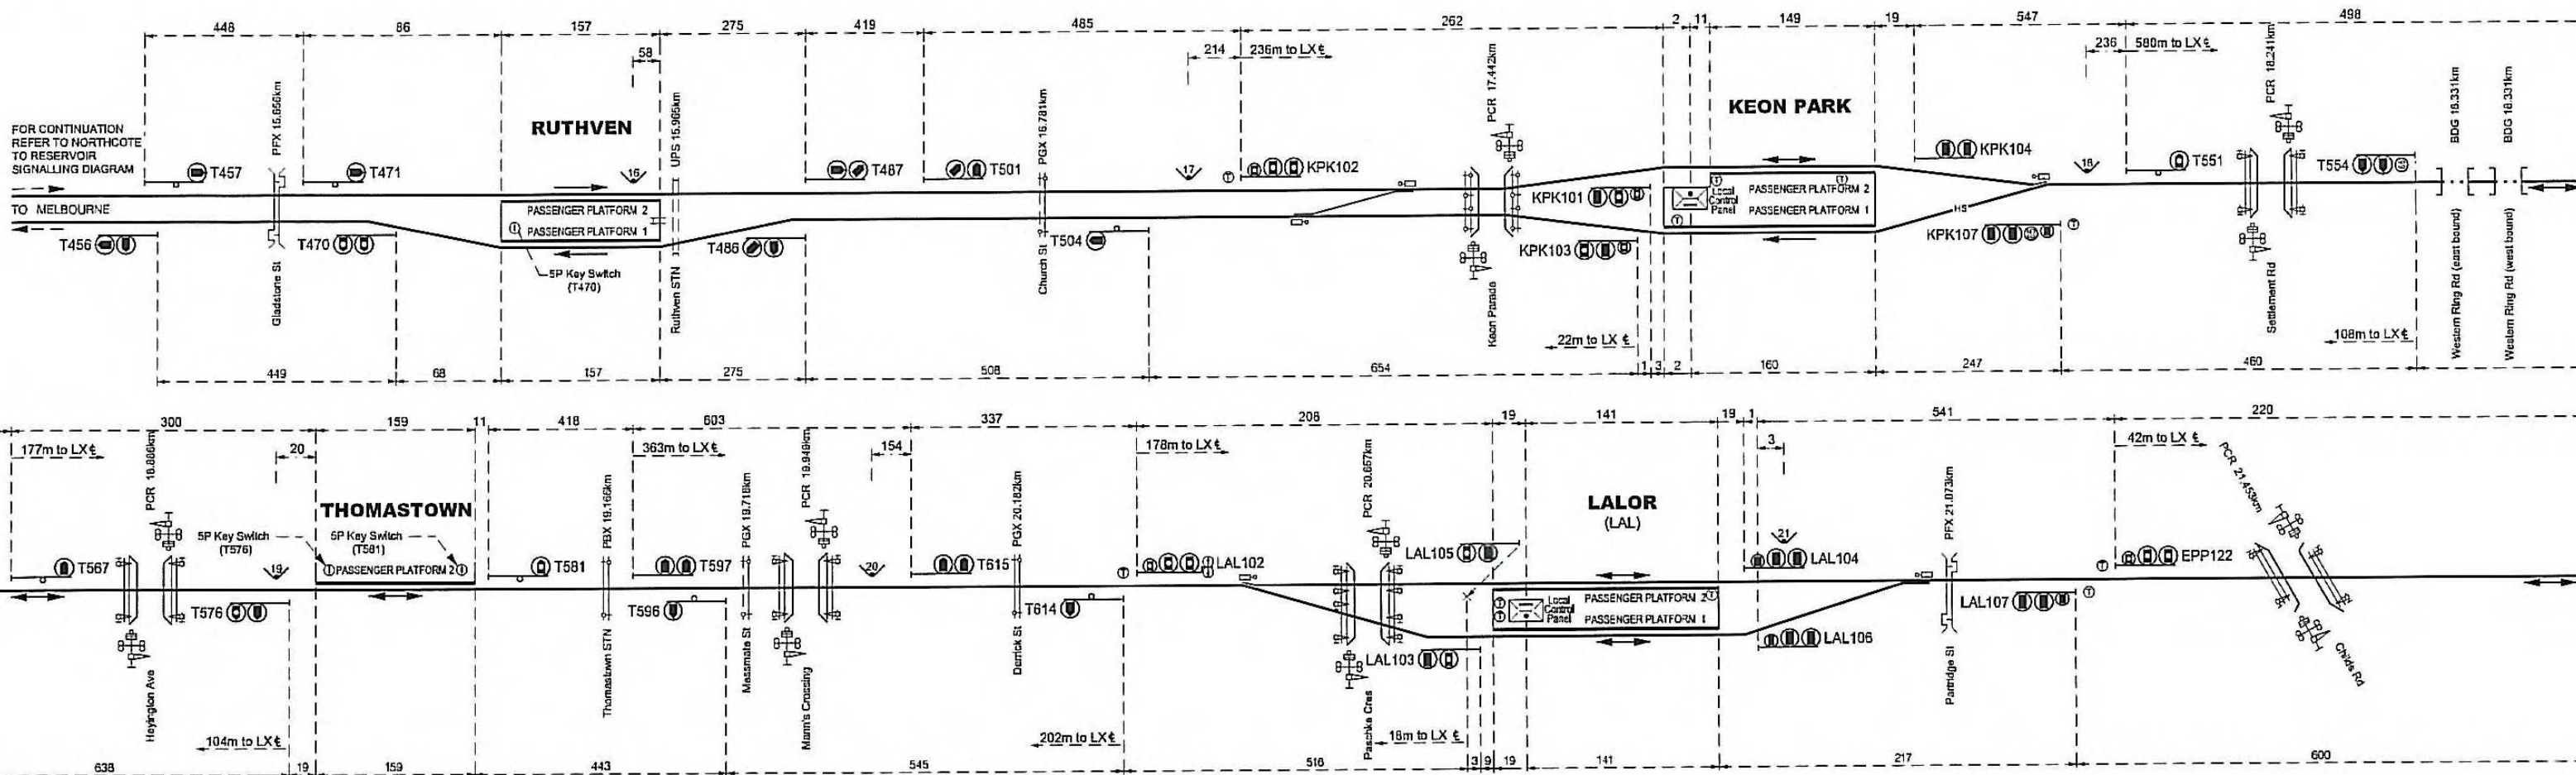 448 86 157 275 419 485 262 2 11 149 19 547 498
58
214 236m to LX ℄
236 580m to LX ℄
FOR CONTINUATION
REFER TO NORTHCOTE
TO RESERVOIR
SIGNALLING DIAGRAM
TO MELBOURNE
T457
PFX 15.656km
T471
RUTHVEN
16
UPS 15.965km
T487
T501
PGX 16.781km
17
KPK102
PCR 17.442km
KEON PARK
KPK101
KPK104
18
T551
PCR 18.241km
T554
BDG 18.331km
BDG 18.331km
PASSENGER PLATFORM 2
PASSENGER PLATFORM 1
Local
Control
Panel
PASSENGER PLATFORM 2
PASSENGER PLATFORM 1
HS
T456
T470
T486
T504
KPK103
KPK107
5P Key Switch
(T470)
Gladstone St
Ruthven STN
Church St
Keon Parade
Settlement Rd
Western Ring Rd (east bound)
Western Ring Rd (west bound)
22m to LX ℄
108m to LX ℄
449 68 157 275 508 654 1 3 2 160 247 460
300 159 11 418 603 337 208 19 141 19 1 541 220
177m to LX ℄
20
363m to LX ℄
154
178m to LX ℄
3
42m to LX ℄
PCR 18.866km
THOMASTOWN
5P Key Switch
(T576)
5P Key Switch
(T581)
PBX 19.166km
PGX 19.718km
PCR 19.949km
PGX 20.182km
PCR 20.657km
LALOR
(LAL)
PFX 21.073km
PCR 21.453km
T567
19
PASSENGER PLATFORM 2
T581
T597
20
T615
LAL102
LAL105
21
LAL104
EPP122
T576
T596
T614
Local
Control
Panel
PASSENGER PLATFORM 2
PASSENGER PLATFORM 1
LAL103
LAL106
LAL107
Heyington Ave
Thomastown STN
Massmate St
Mann's Crossing
Derrick St
Paschke Cres
Partridge St
Childs Rd
104m to LX ℄
202m to LX ℄
18m to LX ℄
638 19 159 443 545 516 3 9 19 141 217 600